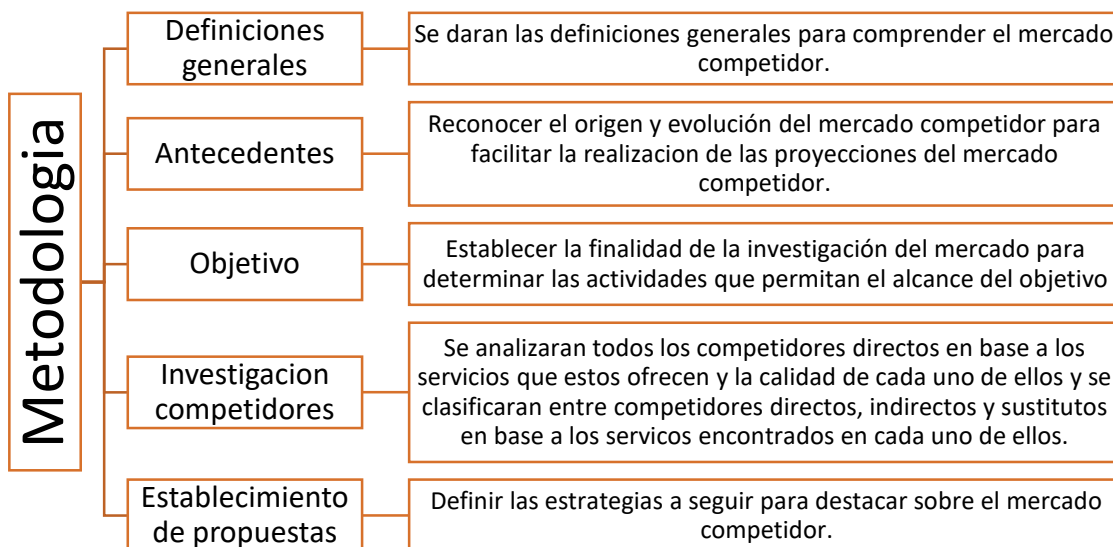 Metodologia
Definiciones
generales
Se daran las definiciones generales para comprender el mercado
competidor.
Antecedentes
Reconocer el origen y evolución del mercado competidor para
facilitar la realizacion de las proyecciones del mercado
competidor.
Objetivo
Establecer la finalidad de la investigación del mercado para
determinar las actividades que permitan el alcance del objetivo
Investigacion
competidores
Se analizaran todos los competidores directos en base a los
servicios que estos ofrecen y la calidad de cada uno de ellos y se
clasificaran entre competidores directos, indirectos y sustitutos
en base a los servicos encontrados en cada uno de ellos.
Establecimiento
de propuestas
Definir las estrategias a seguir para destacar sobre el mercado
competidor.